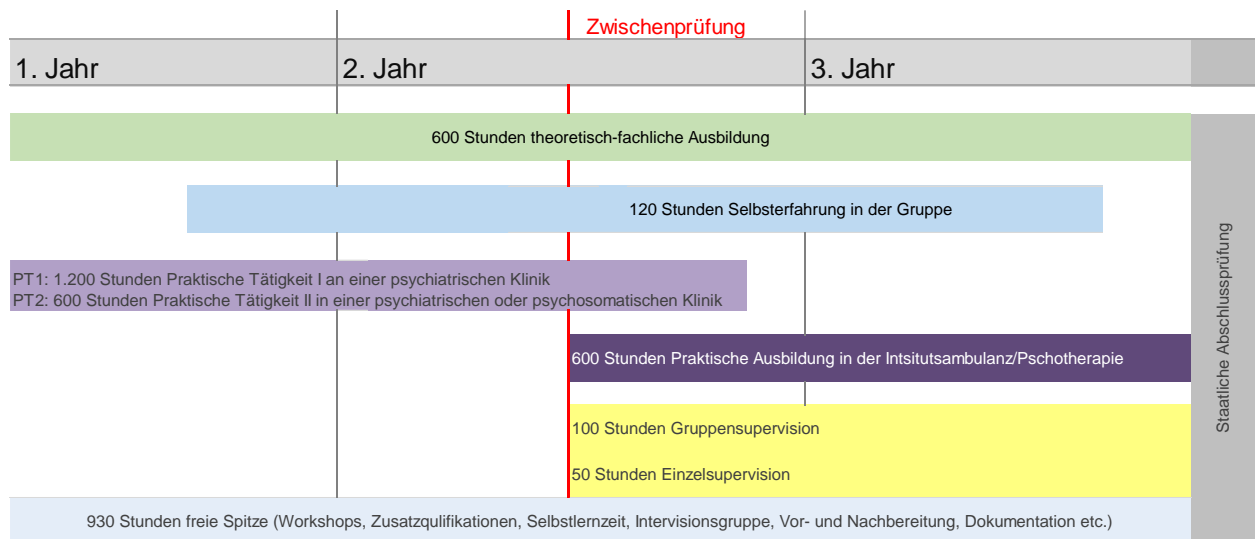 Zwischenprüfung
1. Jahr
2. Jahr
3. Jahr
600 Stunden theoretisch-fachliche Ausbildung
120 Stunden Selbsterfahrung in der Gruppe
PT1: 1.200 Stunden Praktische Tätigkeit I an einer psychiatrischen Klinik
PT2: 600 Stunden Praktische Tätigkeit II in einer psychiatrischen oder psychosomatischen Klinik
600 Stunden Praktische Ausbildung in der Intsitutsambulanz/Pschotherapie
100 Stunden Gruppensupervision
50 Stunden Einzelsupervision
930 Stunden freie Spitze (Workshops, Zusatzqulifikationen, Selbstlernzeit, Intervisionsgruppe, Vor- und Nachbereitung, Dokumentation etc.)
Staatliche Abschlussprüfung